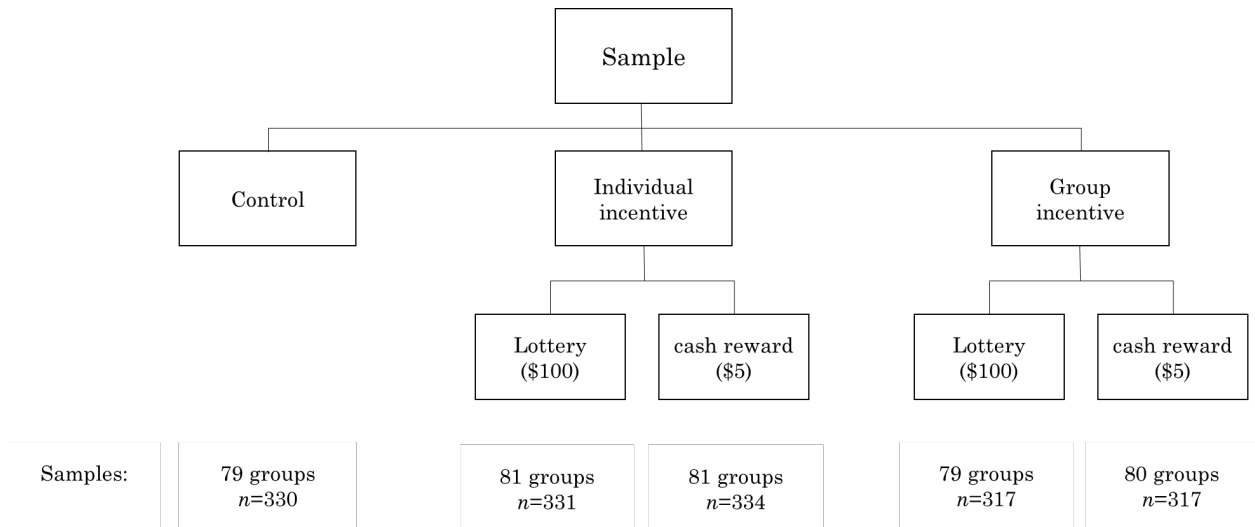 Sample
Control
Individual
incentive
Group
incentive
Lottery
($100)
cash reward
($5)
Lottery
($100)
cash reward
($5)
Samples:
79 groups
n=330
81 groups
n=331
81 groups
n=334
79 groups
n=317
80 groups
n=317